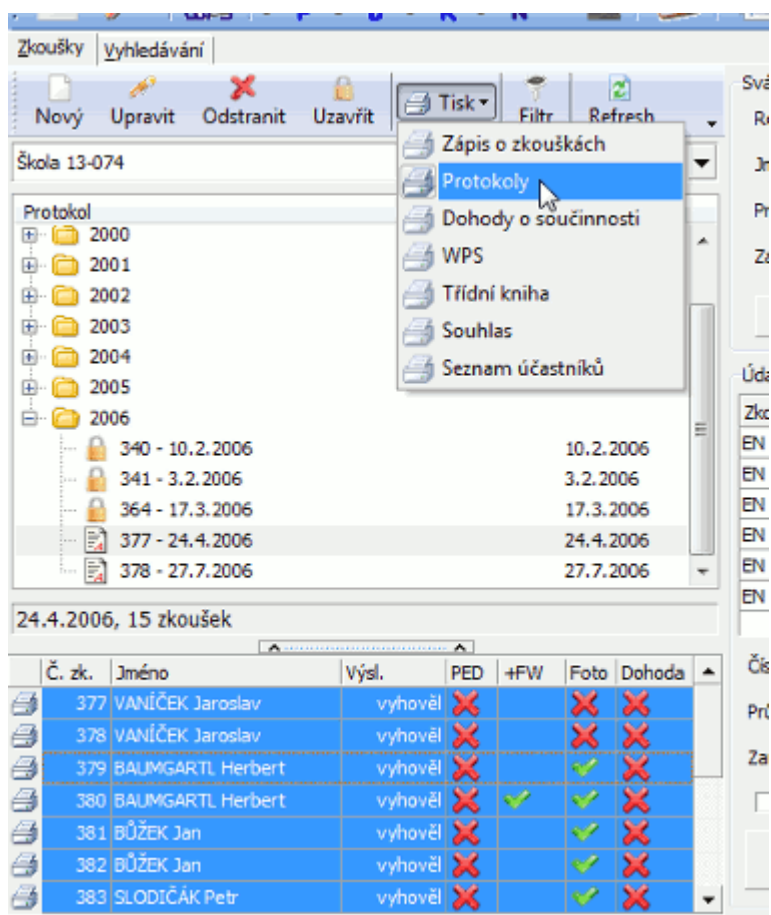 Zkoušky Vyhledávání
Nový Upravit Odstranit Uzavřít Tisk Filtr Refresh
Škola 13-074
Zápis o zkouškách
Protokoly
Dohody o součinnosti
WPS
Třídní kniha
Souhlas
Seznam účastníků
Protokol
2000
2001
2002
2003
2004
2005
2006
340 - 10.2.2006 10.2.2006
341 - 3.2.2006 3.2.2006
364 - 17.3.2006 17.3.2006
377 - 24.4.2006 24.4.2006
378 - 27.7.2006 27.7.2006
24.4.2006, 15 zkoušek
Č. zk. Jméno Výsl. PED +FW Foto Dohoda
377 VANÍČEK Jaroslav vyhověl
378 VANÍČEK Jaroslav vyhověl
379 BAUMGARTL Herbert vyhověl
380 BAUMGARTL Herbert vyhověl
381 BŮŽEK Jan vyhověl
382 BŮŽEK Jan vyhověl
383 SLODIČÁK Petr vyhověl
EN
EN
EN
EN
EN
EN